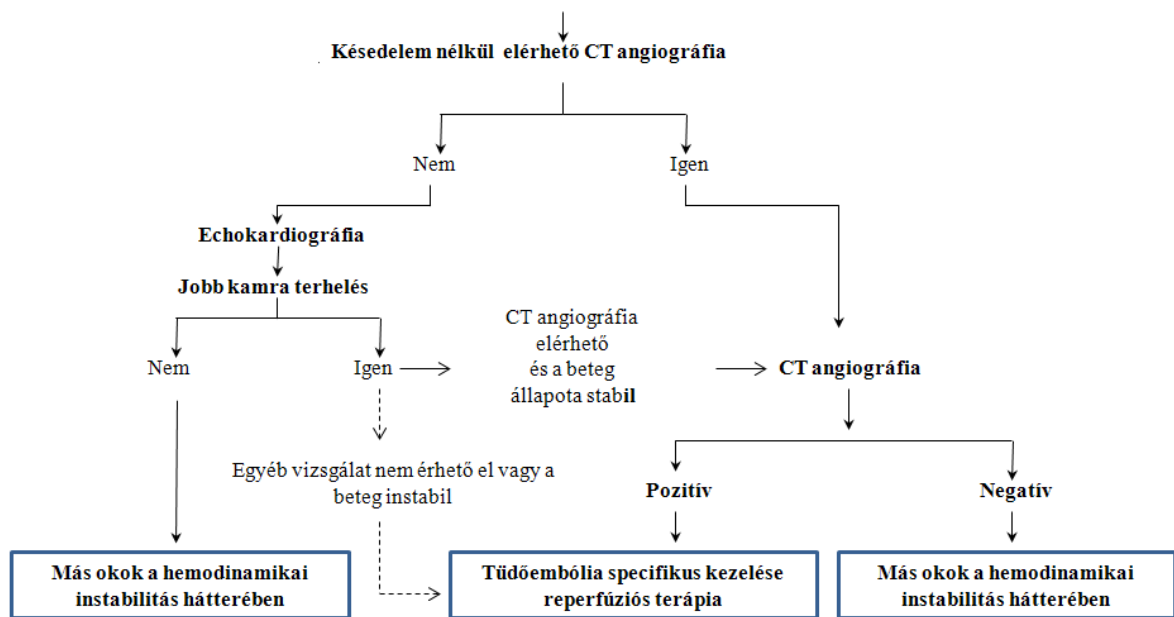 Késedelem nélkül elérhető CT angiográfia
Nem
Igen
Echokardiográfia
Jobb kamra terhelés
Nem
Igen
CT angiográfia
elérhető
és a beteg
állapota stabil
CT angiográfia
Egyéb vizsgálat nem érhető el vagy a
beteg instabil
Pozitív
Negatív
Más okok a hemodinamikai
instabilitás hátterében
Tüdőembólia specifikus kezelése
reperfúziós terápia
Más okok a hemodinamikai
instabilitás hátterében